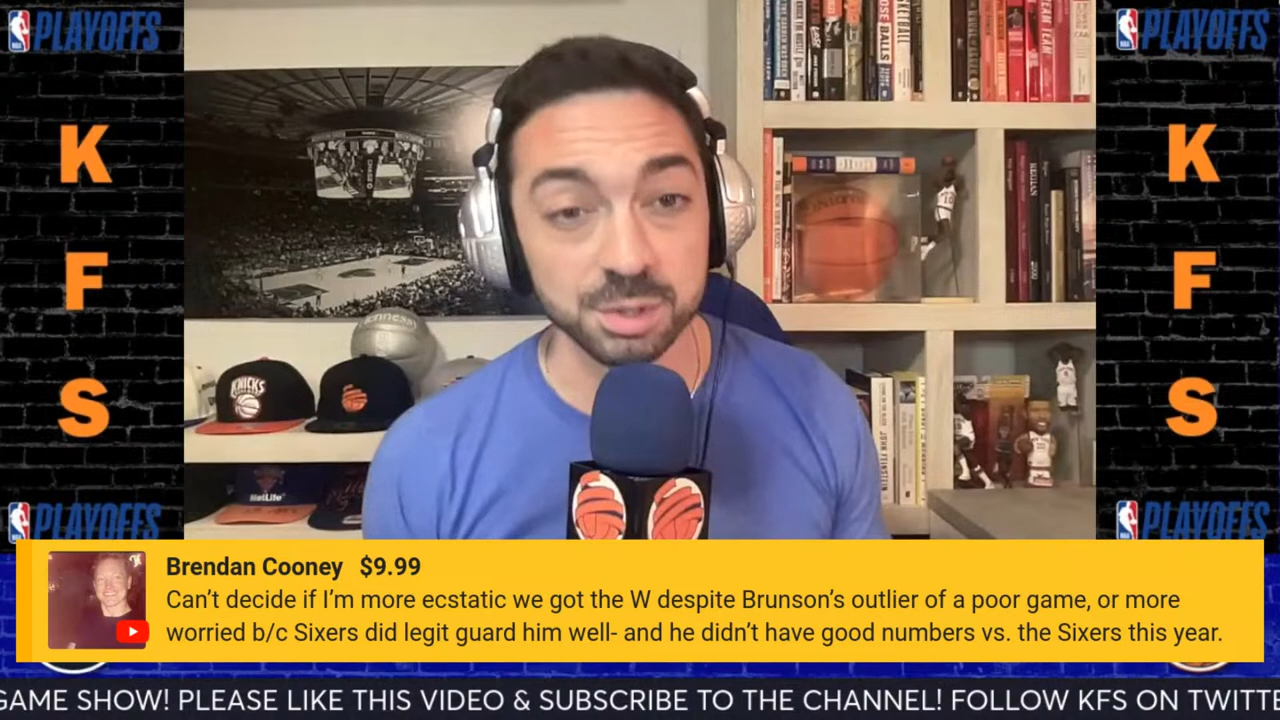 PLAYOFFS
PLAYOFFS
K
F
S
K
F
S
KNICKS
MetLife
JOHN FEINSTEIN
PLAYOFFS
PLAYOFFS
Brendan Cooney $9.99
Can’t decide if I’m more ecstatic we got the W despite Brunson’s outlier of a poor game, or more
worried b/c Sixers did legit guard him well- and he didn’t have good numbers vs. the Sixers this year.
GAME SHOW! PLEASE LIKE THIS VIDEO & SUBSCRIBE TO THE CHANNEL! FOLLOW KFS ON TWITTE